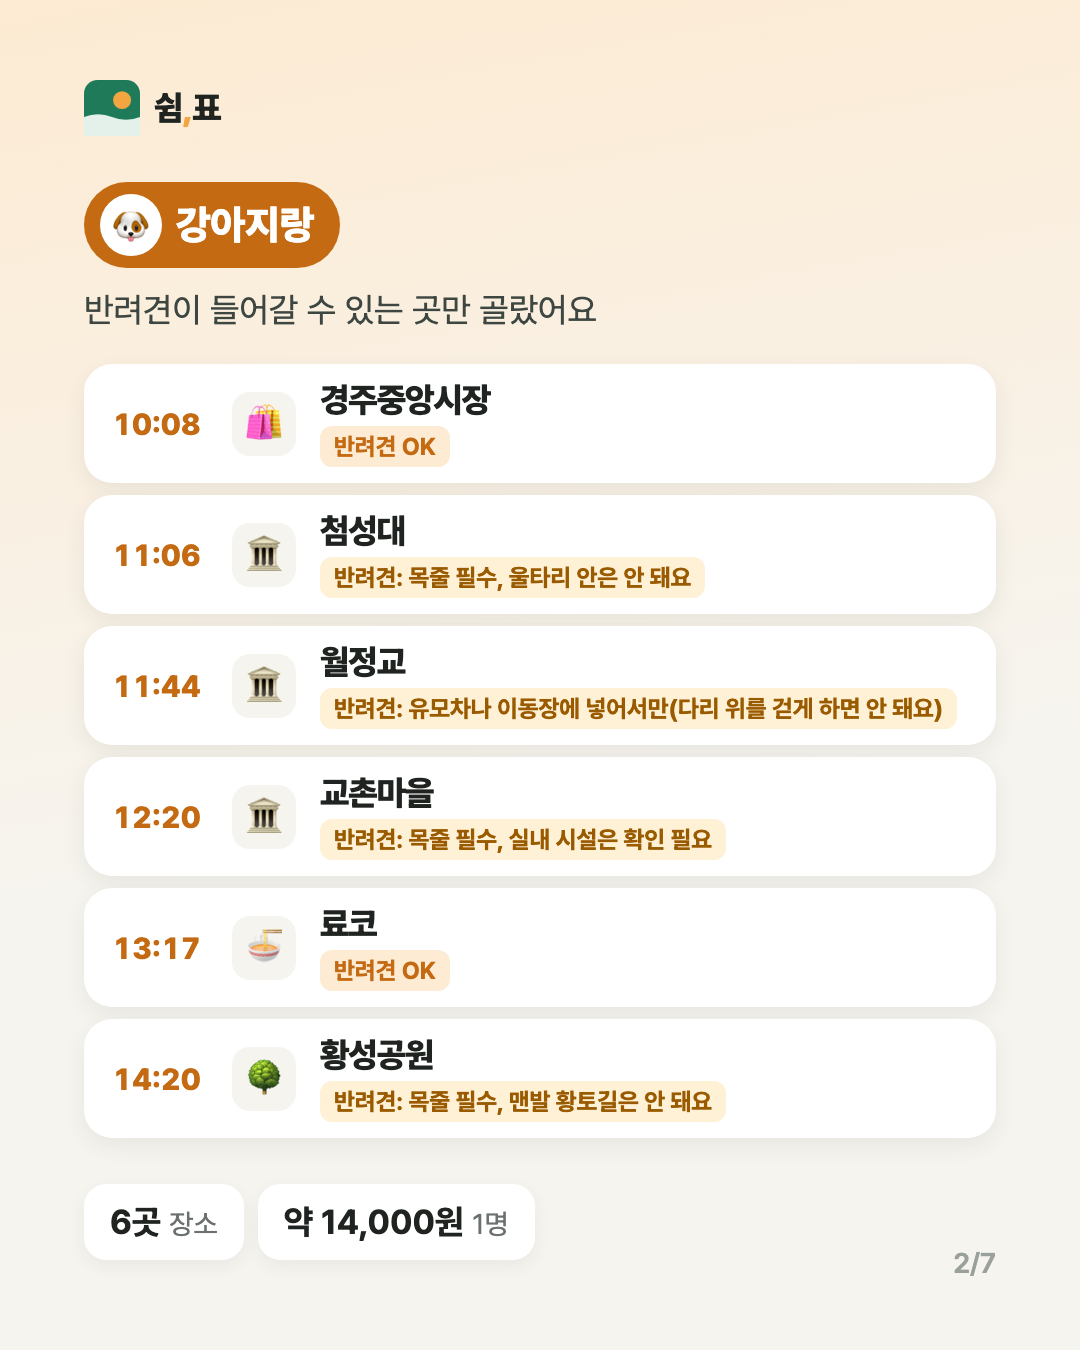 쉼,표
강아지랑
반려견이 들어갈 수 있는 곳만 골랐어요
10:08
경주중앙시장
반려견 OK
11:06
첨성대
반려견: 목줄 필수, 울타리 안은 안 돼요
11:44
월정교
반려견: 유모차나 이동장에 넣어서만(다리 위를 걷게 하면 안 돼요)
12:20
교촌마을
반려견: 목줄 필수, 실내 시설은 확인 필요
13:17
료코
반려견 OK
14:20
황성공원
반려견: 목줄 필수, 맨발 황토길은 안 돼요
6곳 장소
약 14,000원 1명
2/7